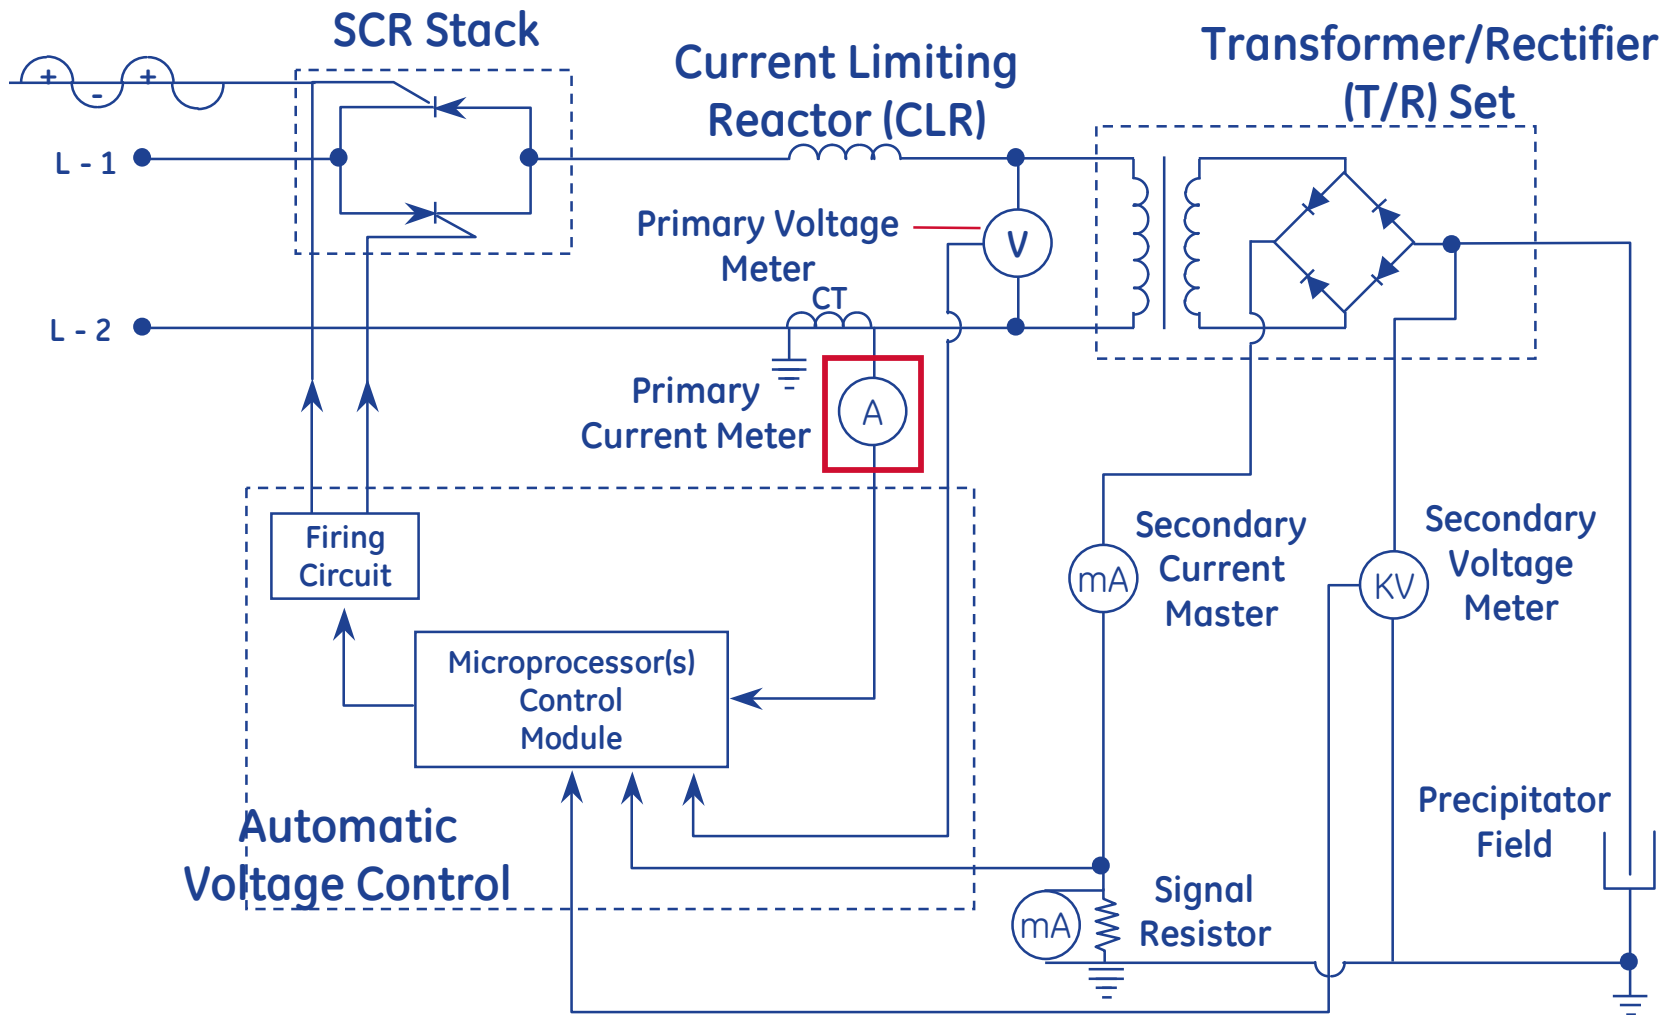 SCR Stack
Current Limiting
Reactor (CLR)
Transformer/Rectifier
(T/R) Set
+
-
+
L - 1
Primary Voltage
Meter
V
CT
L - 2
Primary
Current Meter
A
Firing
Circuit
Secondary
Current
Master
mA
Secondary
Voltage
Meter
KV
Microprocessor(s)
Control
Module
Automatic
Voltage Control
Precipitator
Field
Signal
Resistor
mA